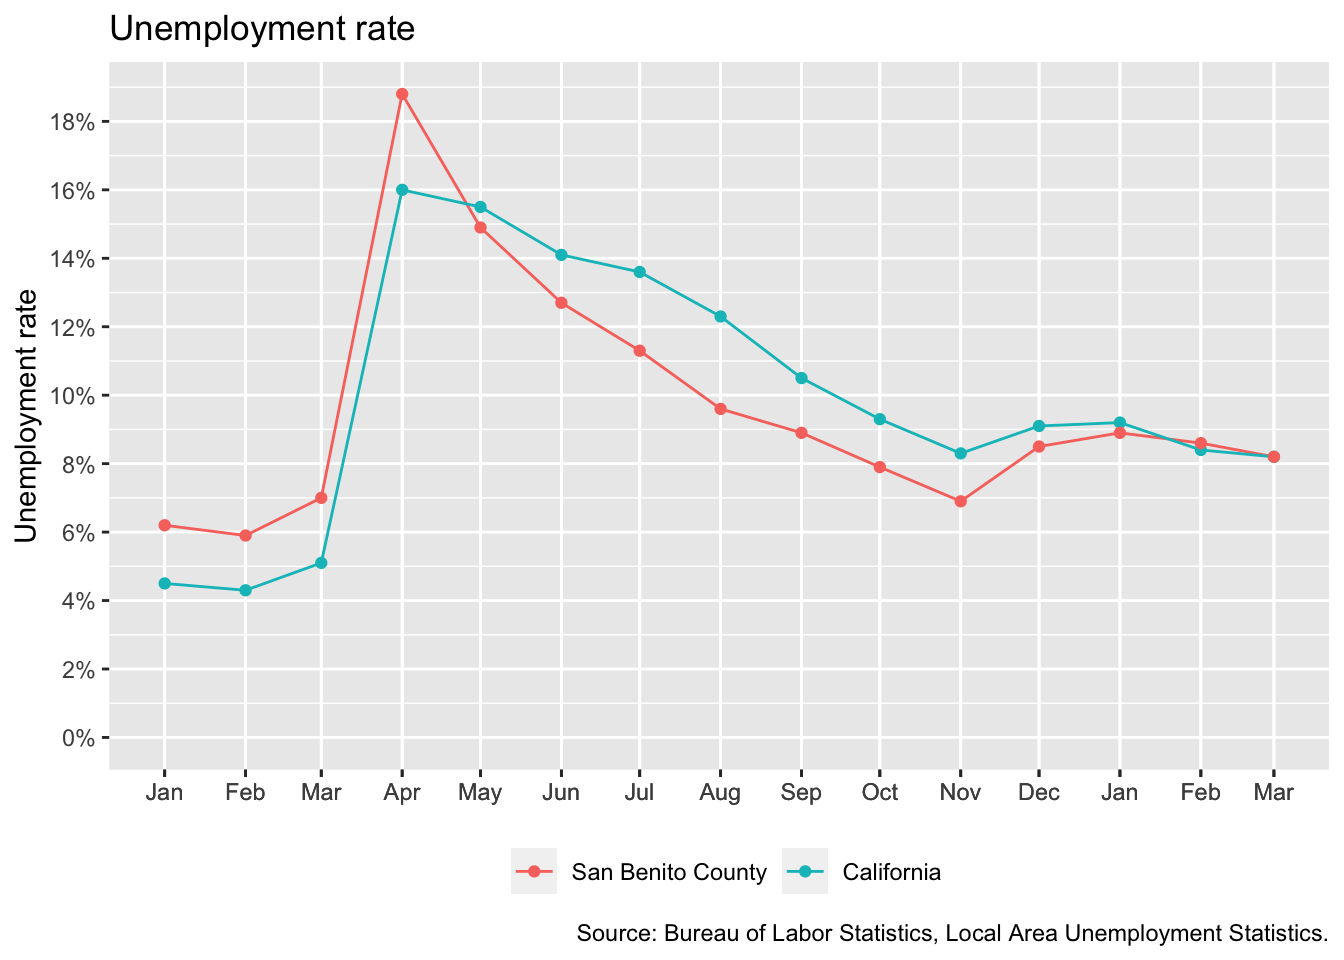 Unemployment rate
Unemployment rate
18%
16%
14%
12%
10%
8%
6%
4%
2%
0%
Jan Feb Mar Apr May Jun Jul Aug Sep Oct Nov Dec Jan Feb Mar
San Benito County California
Source: Bureau of Labor Statistics, Local Area Unemployment Statistics.